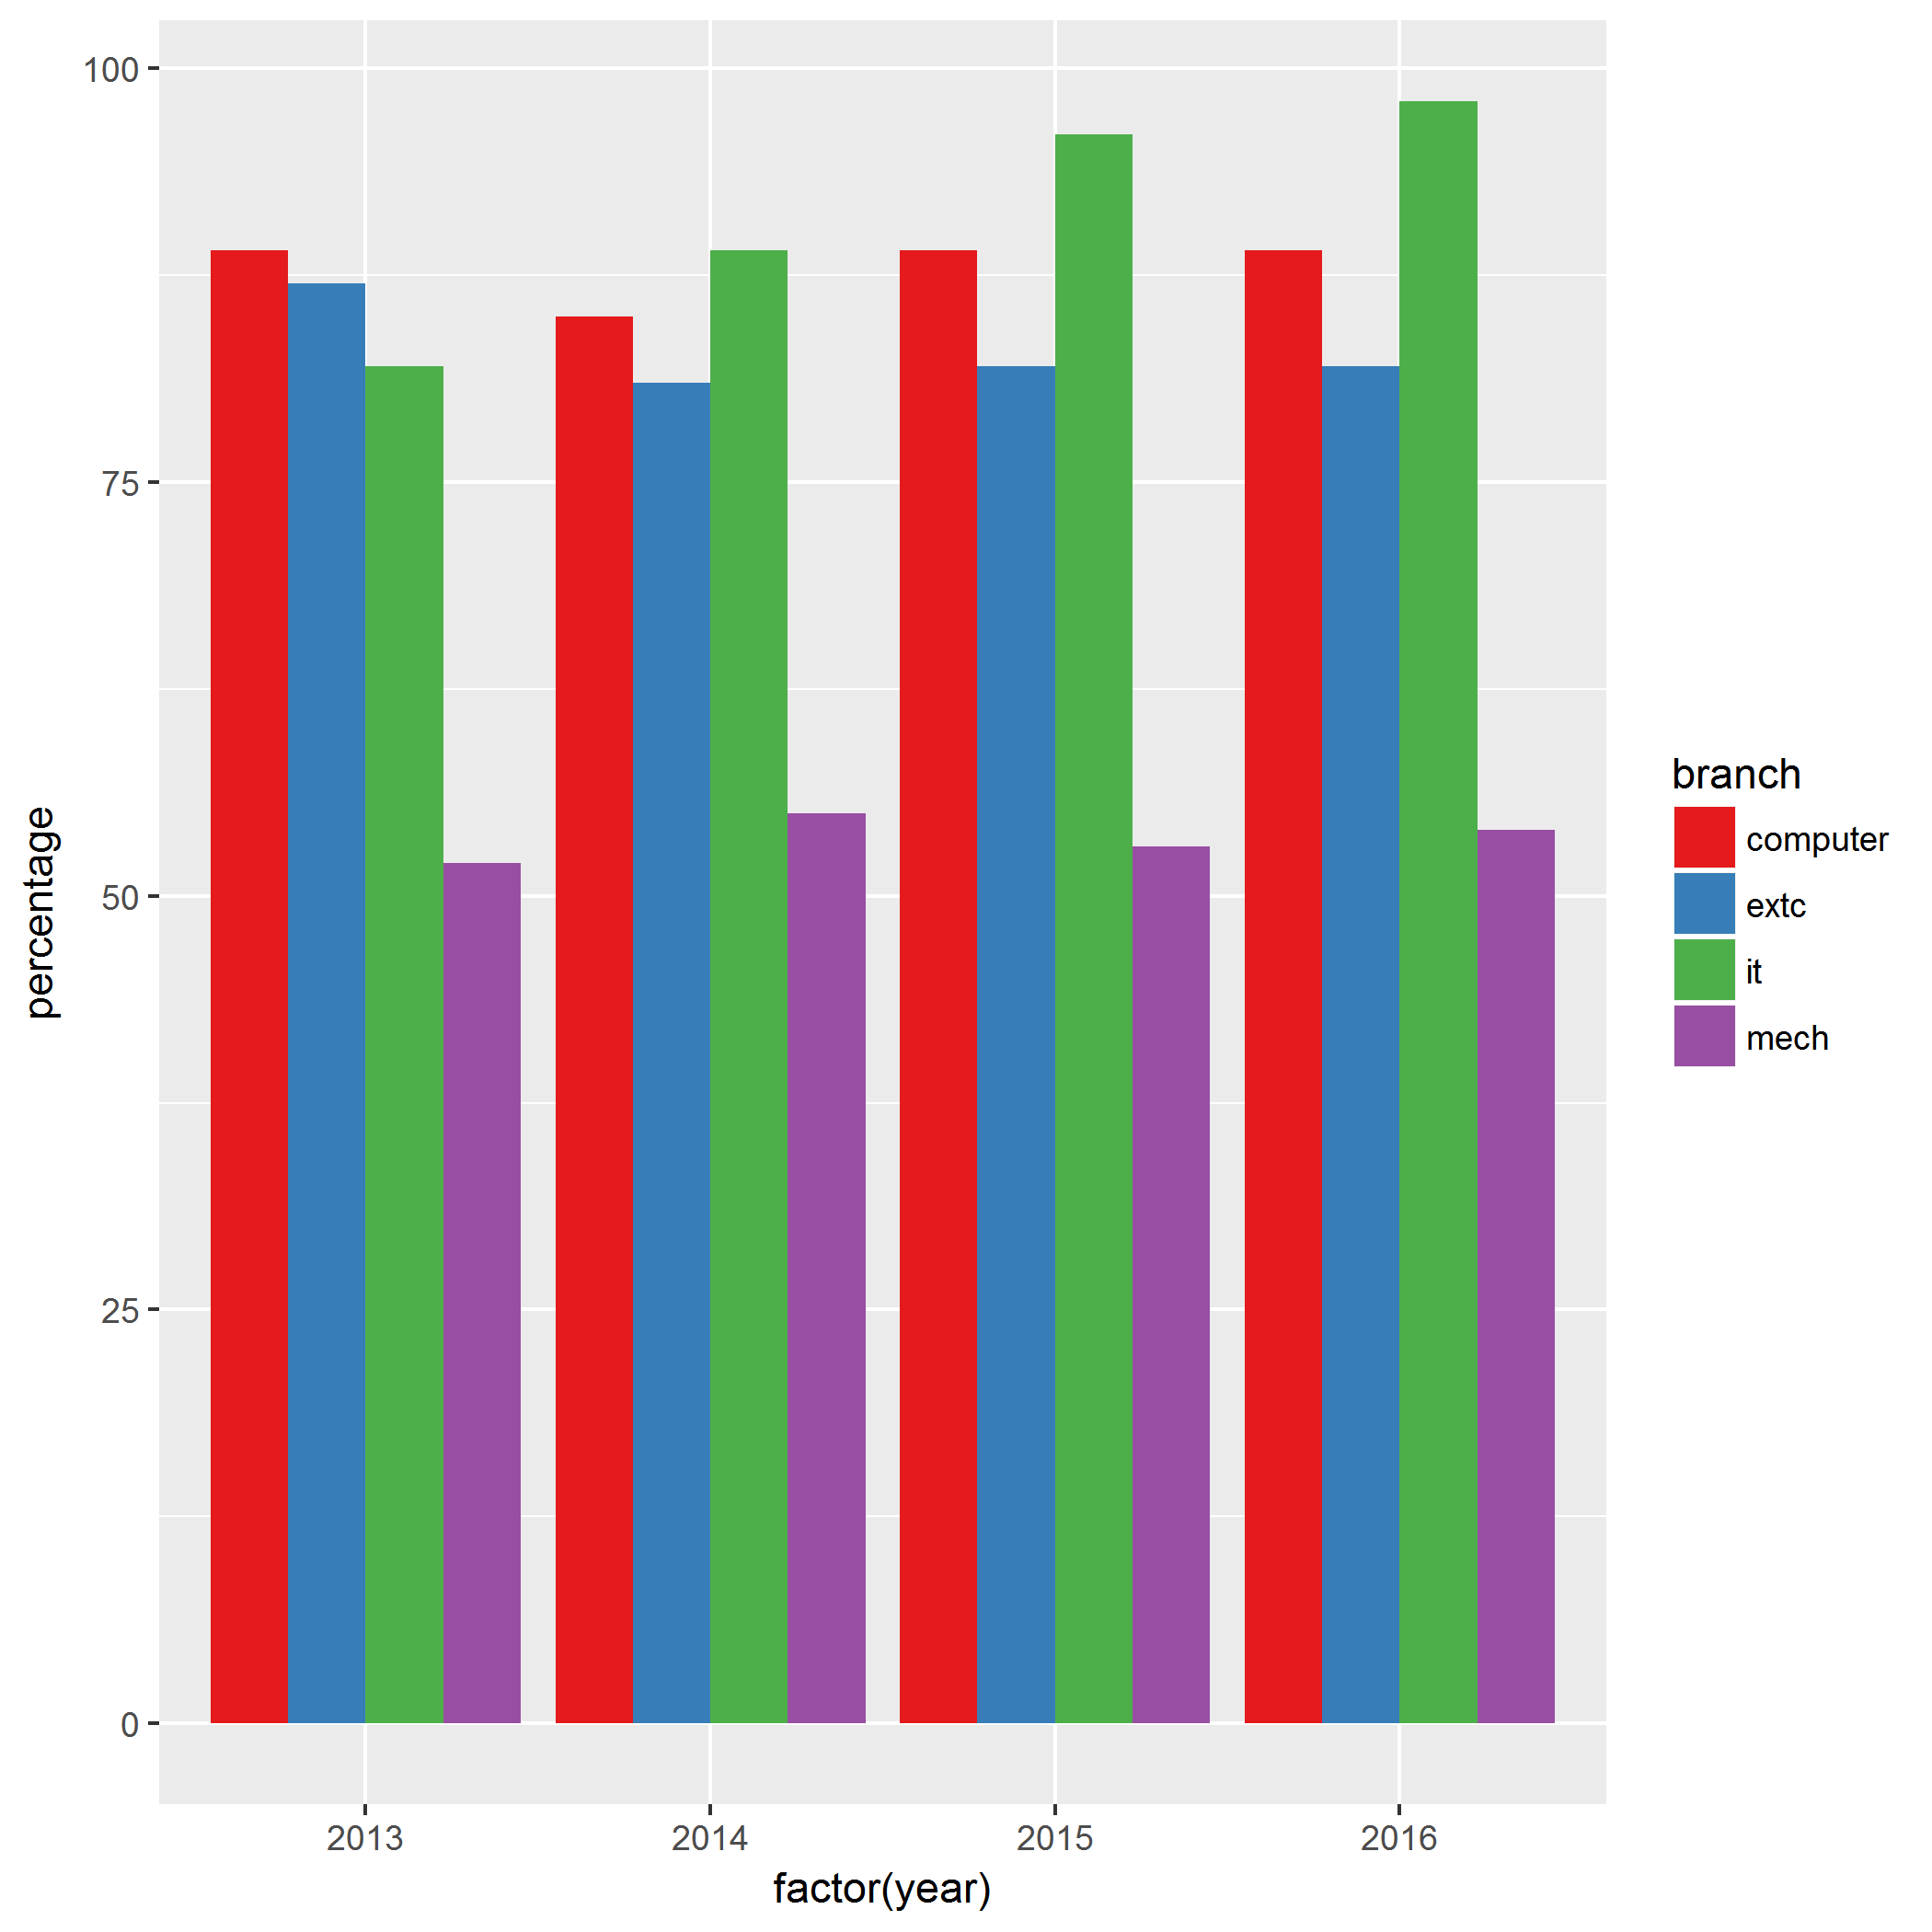 100
75
50
25
0
percentage
2013 2014 2015 2016
factor(year)
branch
computer
extc
it
mech